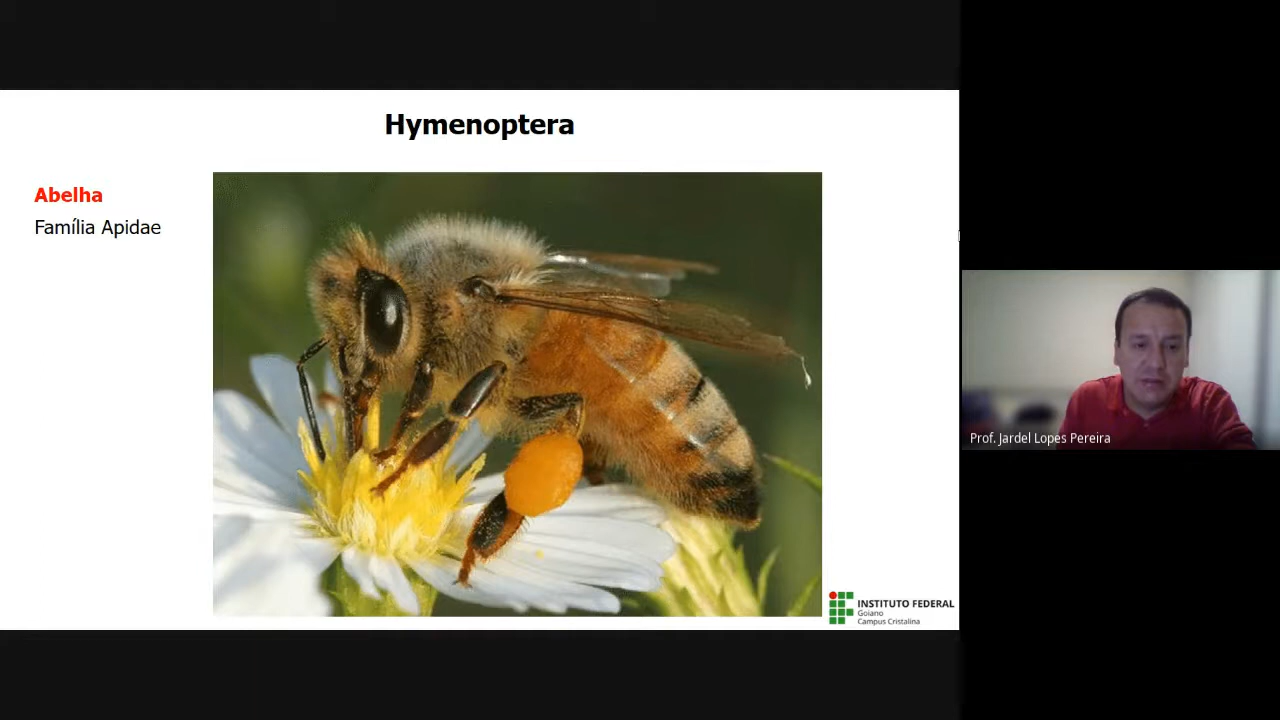 Hymenoptera
Abelha
Família Apidae
Prof. Jardel Lopes Pereira
INSTITUTO FEDERAL
Goiano
Campus Cristalina